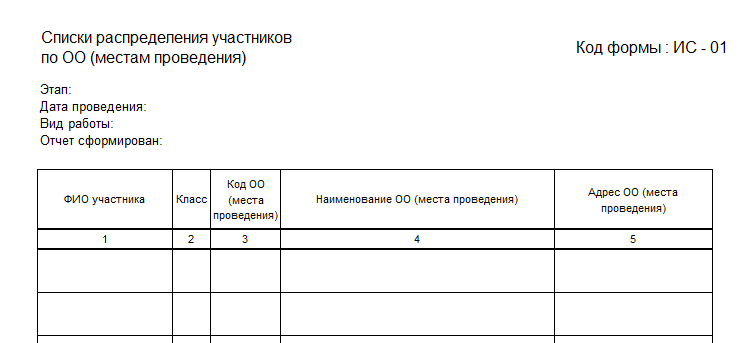 Списки распределения участников
по ОО (местам проведения)
Код формы : ИС - 01
Этап:
Дата проведения:
Вид работы:
Отчет сформирован:
ФИО участника
Класс
Код ОО
(места
проведения)
Наименование ОО (места проведения)
Адрес ОО (места
проведения)
1
2
3
4
5